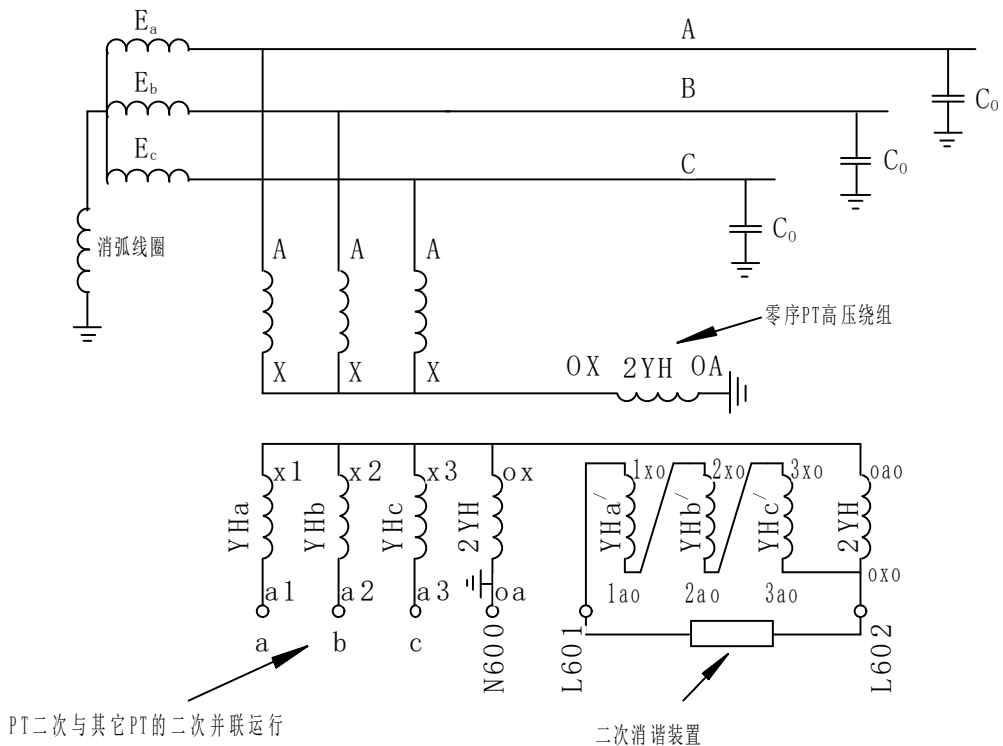 Ea
A
Eb
B
C0
Ec
C
C0
C0
消弧线圈
A A A
零序PT高压绕组
X X X
OX 2YH OA
x1 x2 x3 ox 1xo 2xo 3xo oao
YHa YHb YHc 2YH YHa′ YHb′ YHc′ 2YH
oxo
a1 a2 a3 oa 1ao 2ao 3ao
a b c N600 L601 L602
PT二次与其它PT的二次并联运行
二次消谐装置